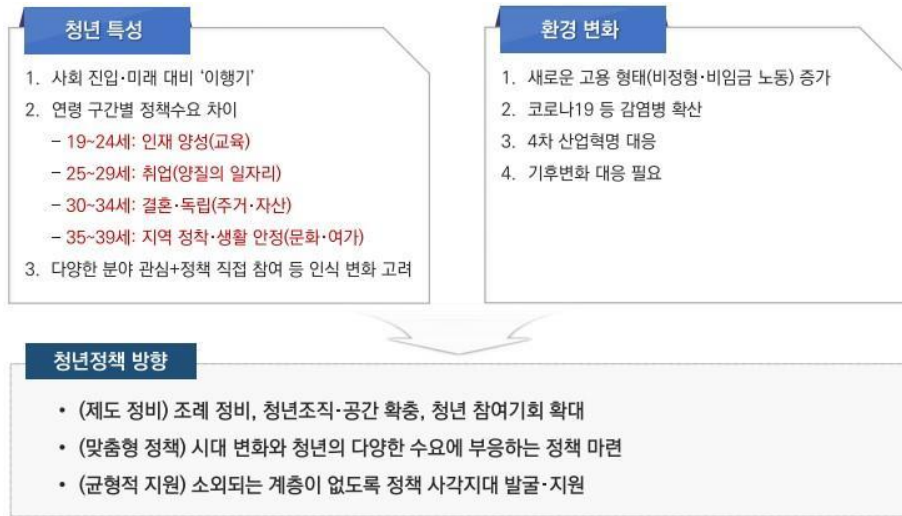 청년 특성
1. 사회 진입·미래 대비 ‘이행기’
2. 연령 구간별 정책수요 차이
– 19~24세: 인재 양성(교육)
– 25~29세: 취업(양질의 일자리)
– 30~34세: 결혼·독립(주거·자산)
– 35~39세: 지역 정착·생활 안정(문화·여가)
3. 다양한 분야 관심+정책 직접 참여 등 인식 변화 고려
환경 변화
1. 새로운 고용 형태(비정형·비임금 노동) 증가
2. 코로나19 등 감염병 확산
3. 4차 산업혁명 대응
4. 기후변화 대응 필요
청년정책 방향
• (제도 정비) 조례 정비, 청년조직·공간 확충, 청년 참여기회 확대
• (맞춤형 정책) 시대 변화와 청년의 다양한 수요에 부응하는 정책 마련
• (균형적 지원) 소외되는 계층이 없도록 정책 사각지대 발굴·지원